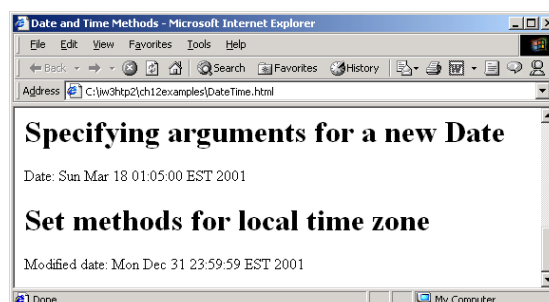 Date and Time Methods - Microsoft Internet Explorer
File Edit View Favorites Tools Help
Back Search Favorites History
Address C:\iw3htp2\ch12examples\DateTime.html
Specifying arguments for a new Date
Date: Sun Mar 18 01:05:00 EST 2001
Set methods for local time zone
Modified date: Mon Dec 31 23:59:59 EST 2001
Done My Computer